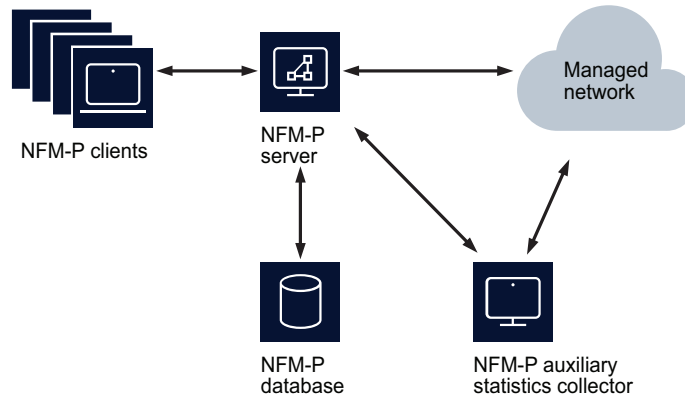 Managed
network
NFM-P clients
NFM-P
server
NFM-P
database
NFM-P auxiliary
statistics collector